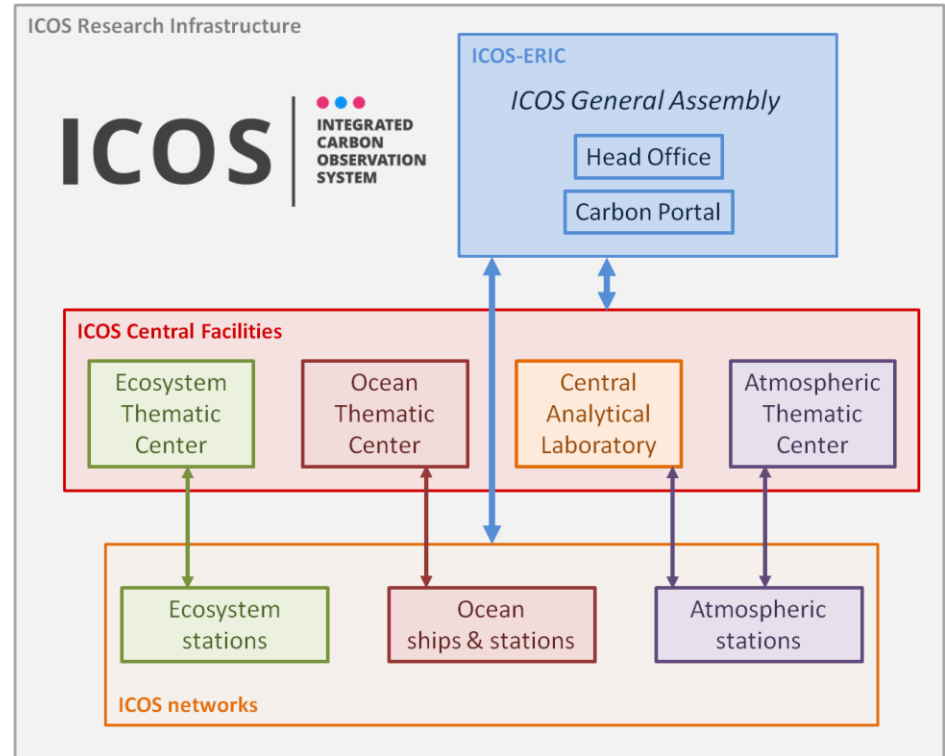 ICOS Research Infrastructure
ICOS
INTEGRATED
CARBON
OBSERVATION
SYSTEM
ICOS-ERIC
ICOS General Assembly
Head Office
Carbon Portal
ICOS Central Facilities
Ecosystem
Thematic
Center
Ocean
Thematic
Center
Central
Analytical
Laboratory
Atmospheric
Thematic
Center
Ecosystem
stations
Ocean
ships & stations
Atmospheric
stations
ICOS networks